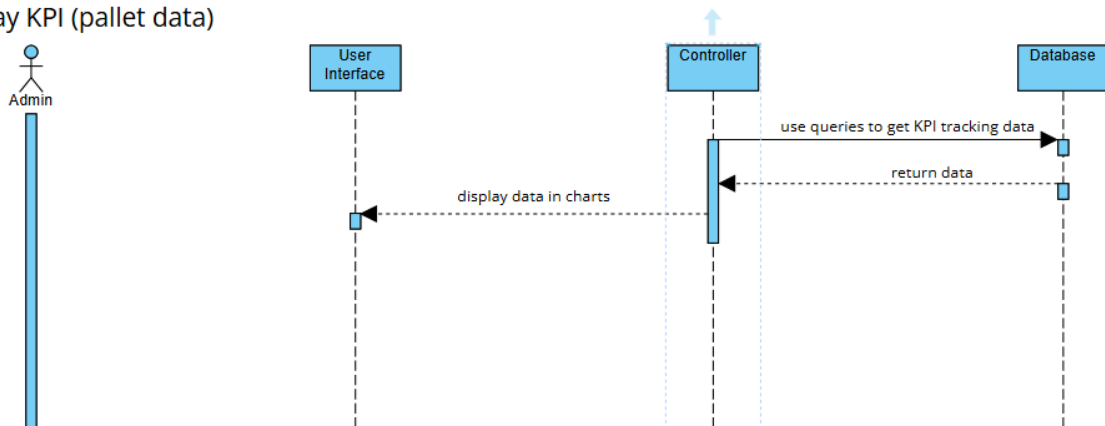 ay KPI (pallet data)
User
Interface
Controller
Database
Admin
use queries to get KPI tracking data
return data
display data in charts